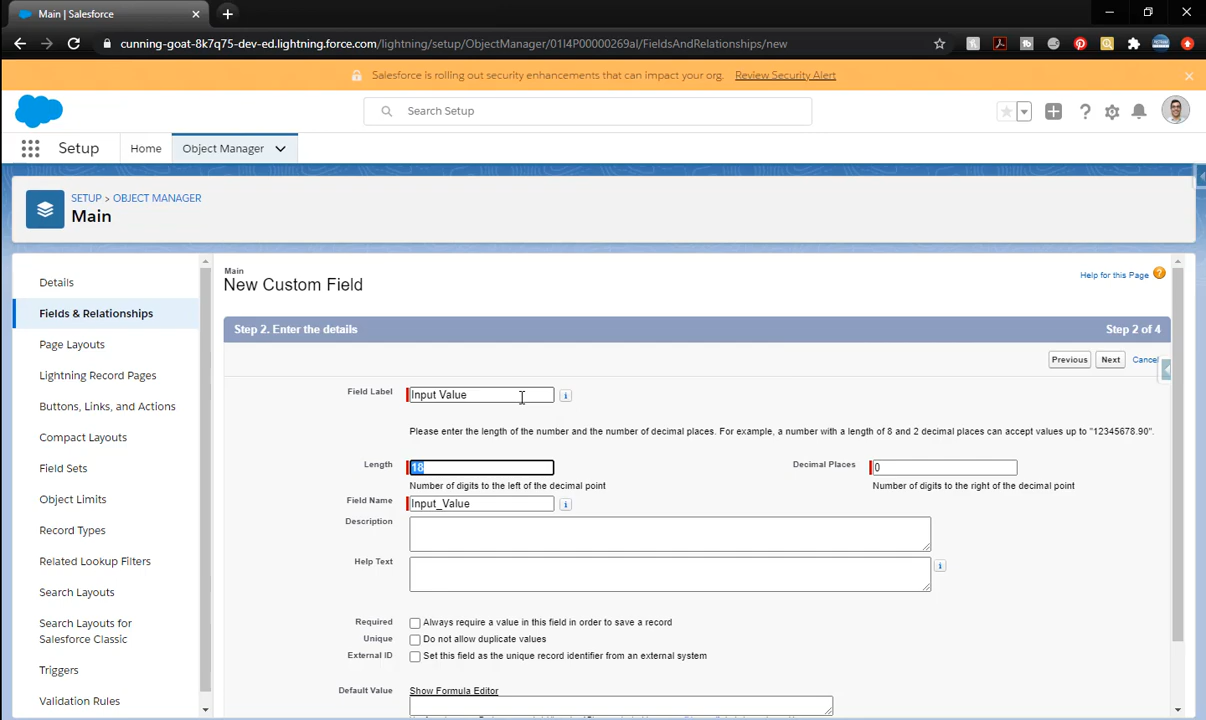 Main | Salesforce
cunning-goat-8k7q75-dev-ed.lightning.force.com/lightning/setup/ObjectManager/01I4P00000269al/FieldsAndRelationships/new
Salesforce is rolling out security enhancements that can impact your org. Review Security Alert
Search Setup
Setup
Home
Object Manager
SETUP > OBJECT MANAGER
Main
Details
Fields & Relationships
Page Layouts
Lightning Record Pages
Buttons, Links, and Actions
Compact Layouts
Field Sets
Object Limits
Record Types
Related Lookup Filters
Search Layouts
Search Layouts for
Salesforce Classic
Triggers
Validation Rules
Main
New Custom Field
Help for this Page
Step 2. Enter the details
Step 2 of 4
Previous
Next
Cancel
Field Label
Input Value
Please enter the length of the number and the number of decimal places. For example, a number with a length of 8 and 2 decimal places can accept values up to "12345678.90".
Length
18
Decimal Places
0
Number of digits to the left of the decimal point
Number of digits to the right of the decimal point
Field Name
Input_Value
Description
Help Text
Required
Always require a value in this field in order to save a record
Unique
Do not allow duplicate values
External ID
Set this field as the unique record identifier from an external system
Default Value
Show Formula Editor